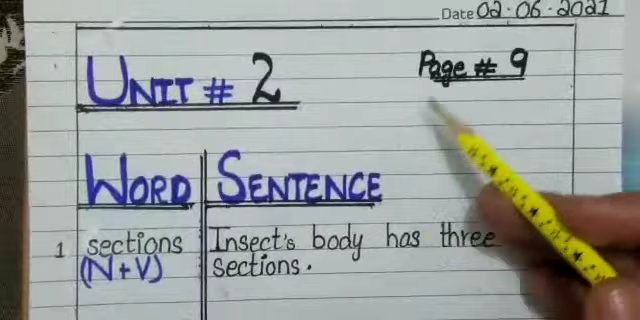 Date 02.06.2021
Page # 9
UNIT # 2
WORD SENTENCE
1 sections Insect's body has three
(N+V) sections.